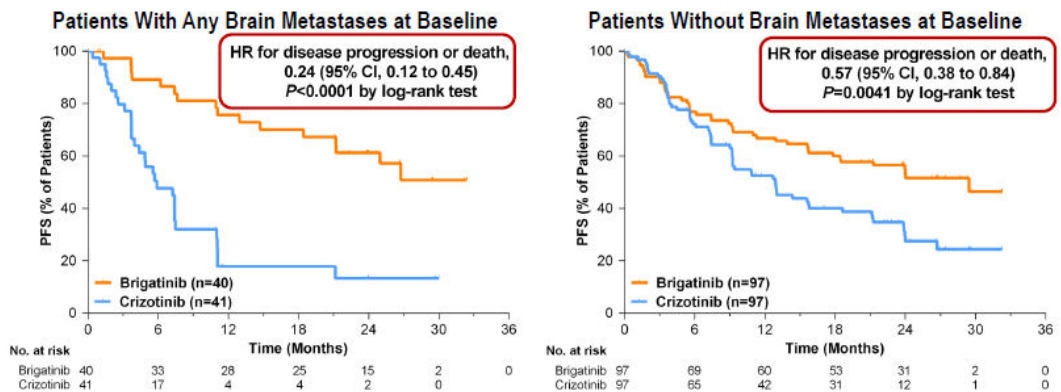 Patients With Any Brain Metastases at Baseline
HR for disease progression or death,
0.24 (95% CI, 0.12 to 0.45)
P<0.0001 by log-rank test
PFS (% of Patients)
100
80
60
40
20
0
Brigatinib (n=40)
Crizotinib (n=41)
0 6 12 18 24 30 36
Time (Months)
No. at risk
Brigatinib 40 33 28 25 15 2 0
Crizotinib 41 17 4 4 2 0
Patients Without Brain Metastases at Baseline
HR for disease progression or death,
0.57 (95% CI, 0.38 to 0.84)
P=0.0041 by log-rank test
PFS (% of Patients)
100
80
60
40
20
0
Brigatinib (n=97)
Crizotinib (n=97)
0 6 12 18 24 30 36
Time (Months)
No. at risk
Brigatinib 97 69 60 53 31 2 0
Crizotinib 97 65 42 31 12 1 0